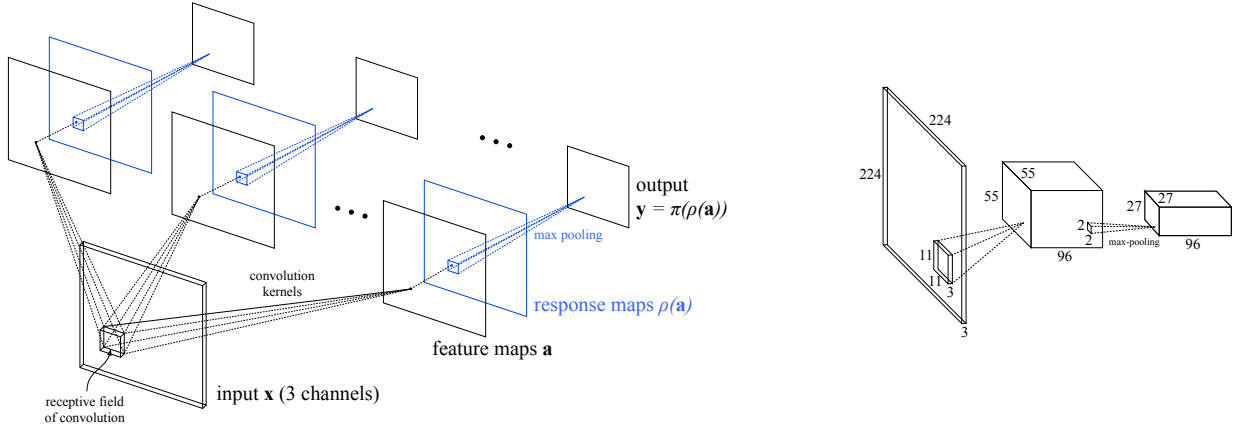 output
y = π(ρ(a))
max pooling
convolution
kernels
response maps ρ(a)
feature maps a
input x (3 channels)
receptive field
of convolution
224
224
11
11
3
3
55
55
96
2
2
max-pooling
27
27
96